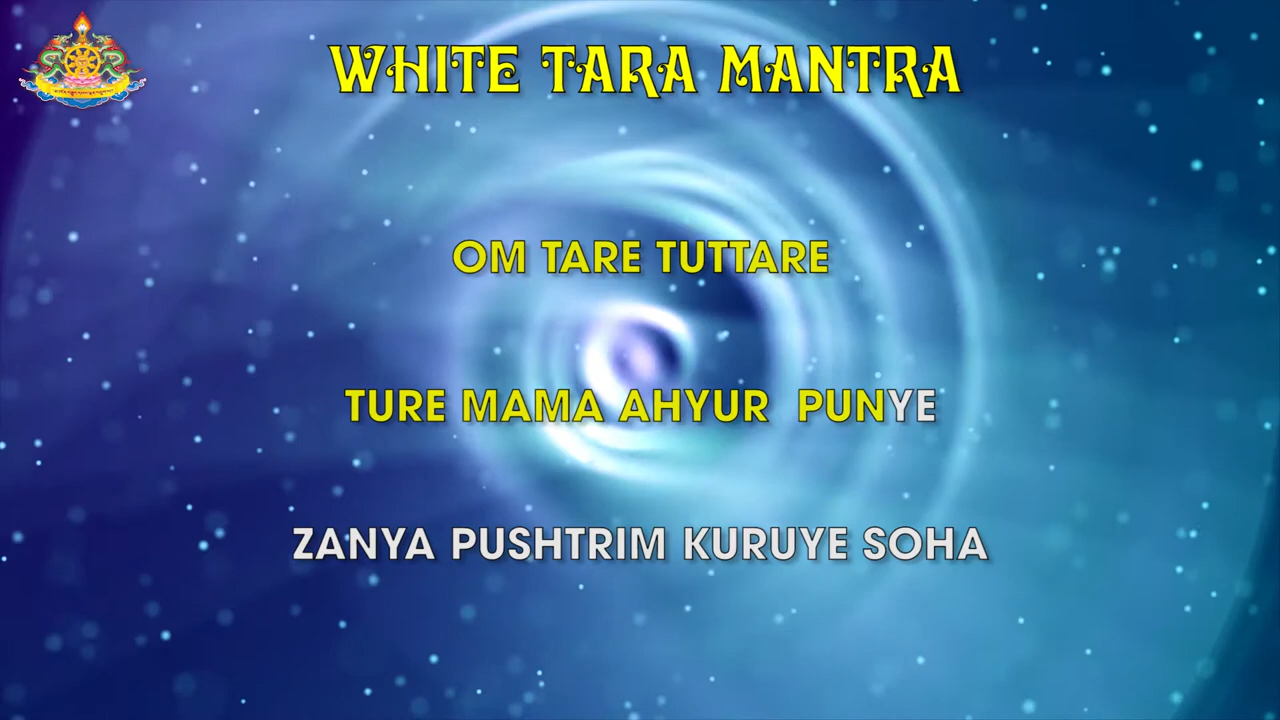 WHITE TARA MANTRA
OM TARE TUTTARE
TURE MAMA AHYUR PUNYE
ZANYA PUSHTRIM KURUYE SOHA